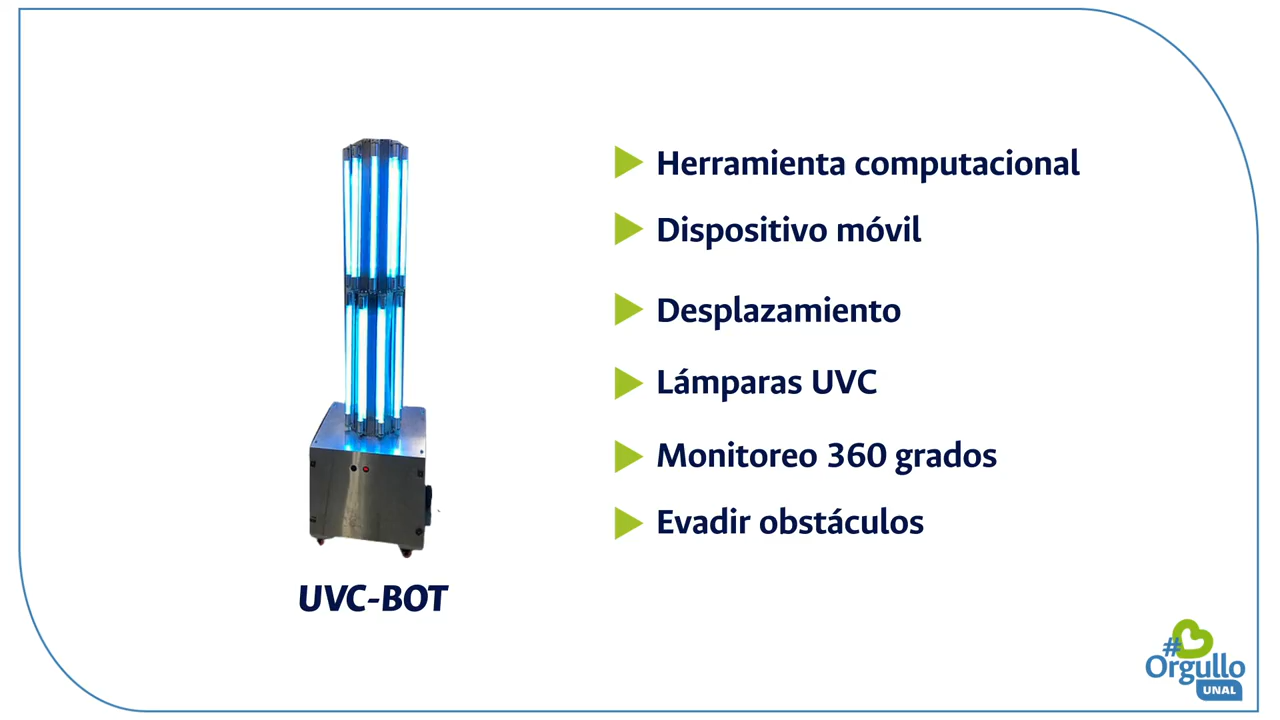 Herramienta computacional
Dispositivo móvil
Desplazamiento
Lámparas UVC
Monitoreo 360 grados
Evadir obstáculos
UVC-BOT
#
Orgullo
UNAL